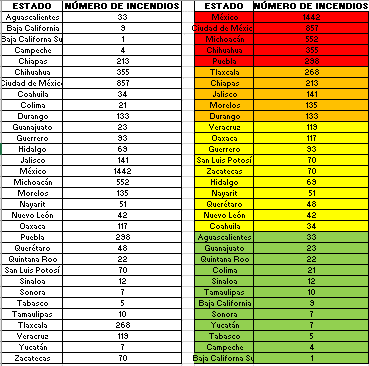 ESTADO NÚMERO DE INCENDIOS
Aguascalientes 33
Baja California 9
Baja California Su 1
Campeche 4
Chiapas 213
Chihuahua 355
Ciudad de Méxic 857
Coahuila 34
Colima 21
Durango 133
Guanajuato 23
Guerrero 93
Hidalgo 69
Jalisco 141
México 1442
Michoacán 552
Morelos 135
Nayarit 51
Nuevo León 42
Oaxaca 117
Puebla 298
Querétaro 48
Quintana Roo 22
San Luis Potosí 70
Sinaloa 12
Sonora 7
Tabasco 5
Tamaulipas 10
Tlaxcala 268
Veracruz 119
Yucatán 7
Zacatecas 70
ESTADO NÚMERO DE INCENDIOS
México 1442
Ciudad de Méxic 857
Michoacán 552
Chihuahua 355
Puebla 298
Tlaxcala 268
Chiapas 213
Jalisco 141
Morelos 135
Durango 133
Veracruz 119
Oaxaca 117
Guerrero 93
San Luis Potosí 70
Zacatecas 70
Hidalgo 69
Nayarit 51
Querétaro 48
Nuevo León 42
Coahuila 34
Aguascalientes 33
Guanajuato 23
Quintana Roo 22
Colima 21
Sinaloa 12
Tamaulipas 10
Baja California 9
Sonora 7
Yucatán 7
Tabasco 5
Campeche 4
Baja California Su 1